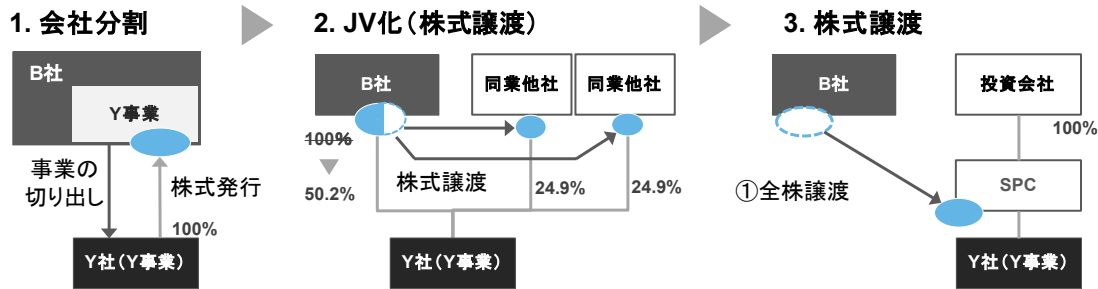 1. 会社分割
B社
Y事業
事業の
切り出し
株式発行
100%
Y社（Y事業）
2. JV化（株式譲渡）
B社
同業他社
同業他社
100%
50.2%
株式譲渡
24.9%
24.9%
Y社（Y事業）
3. 株式譲渡
B社
投資会社
100%
①全株譲渡
SPC
Y社（Y事業）